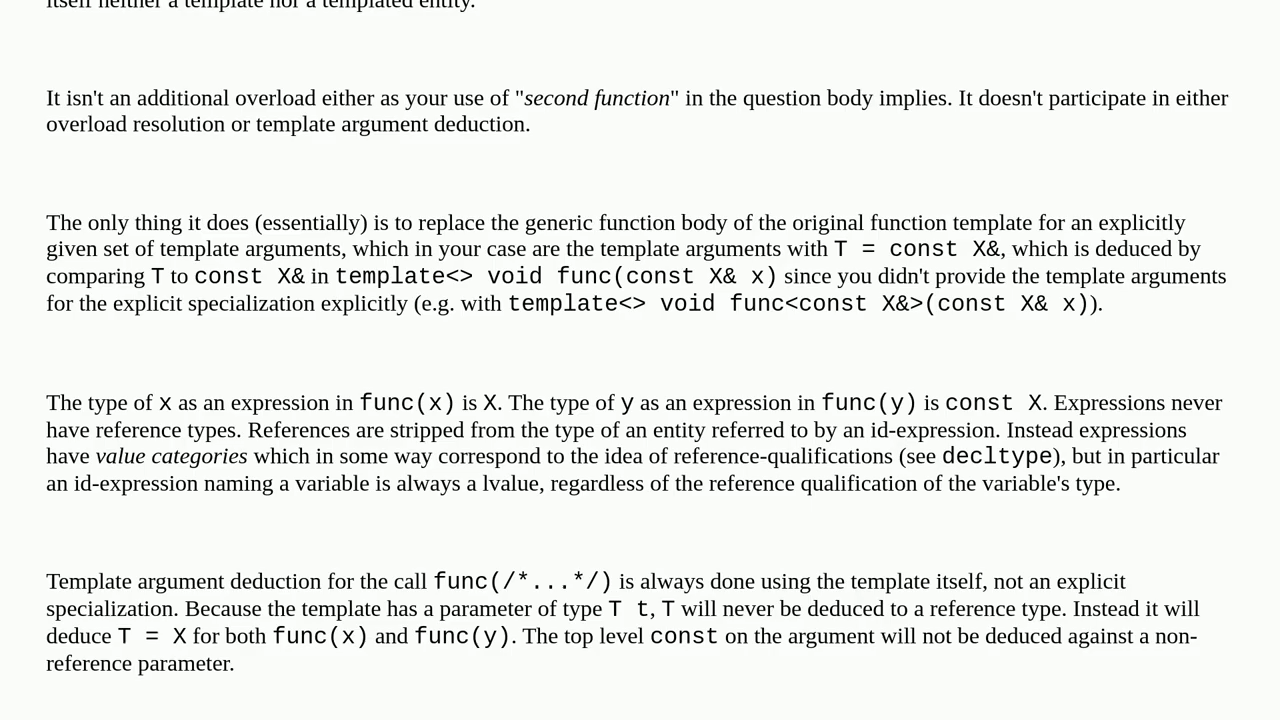 itself neither a template nor a templated entity.
It isn't an additional overload either as your use of "second function" in the question body implies. It doesn't participate in either
overload resolution or template argument deduction.
The only thing it does (essentially) is to replace the generic function body of the original function template for an explicitly
given set of template arguments, which in your case are the template arguments with T = const X&, which is deduced by
comparing T to const X& in template<> void func(const X& x) since you didn't provide the template arguments
for the explicit specialization explicitly (e.g. with template<> void func<const X&>(const X& x)).
The type of x as an expression in func(x) is X. The type of y as an expression in func(y) is const X. Expressions never
have reference types. References are stripped from the type of an entity referred to by an id-expression. Instead expressions
have value categories which in some way correspond to the idea of reference-qualifications (see decltype), but in particular
an id-expression naming a variable is always a lvalue, regardless of the reference qualification of the variable's type.
Template argument deduction for the call func(/*...*/) is always done using the template itself, not an explicit
specialization. Because the template has a parameter of type T t, T will never be deduced to a reference type. Instead it will
deduce T = X for both func(x) and func(y). The top level const on the argument will not be deduced against a non-
reference parameter.